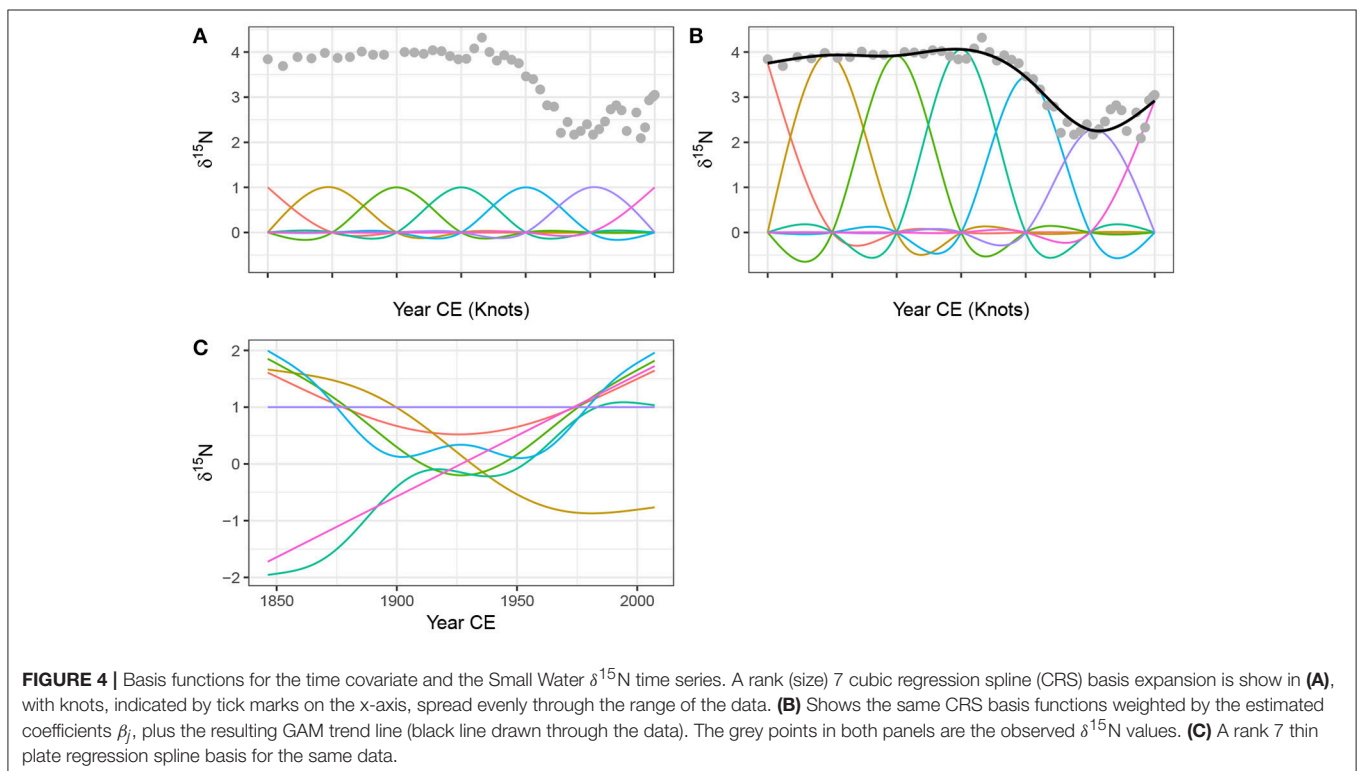 A
B
4
3
2
1
0
δ15N
Year CE (Knots)
4
3
2
1
0
δ15N
Year CE (Knots)
C
2
1
0
−1
−2
δ15N
1850 1900 1950 2000
Year CE
FIGURE 4 | Basis functions for the time covariate and the Small Water δ15N time series. A rank (size) 7 cubic regression spline (CRS) basis expansion is show in (A),
with knots, indicated by tick marks on the x-axis, spread evenly through the range of the data. (B) Shows the same CRS basis functions weighted by the estimated
coefficients βj, plus the resulting GAM trend line (black line drawn through the data). The grey points in both panels are the observed δ15N values. (C) A rank 7 thin
plate regression spline basis for the same data.